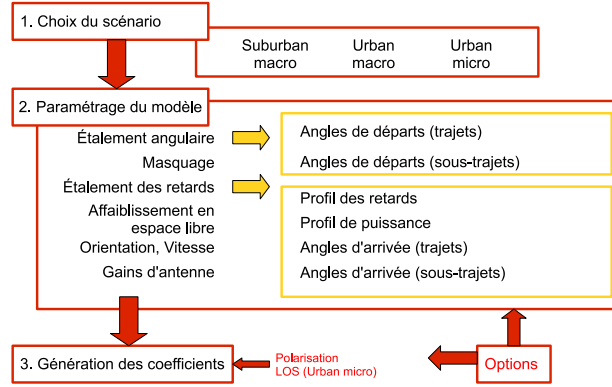 1. Choix du scénario
Suburban macro
Urban macro
Urban micro
2. Paramétrage du modèle
Étalement angulaire
Masquage
Étalement des retards
Affaiblissement en
espace libre
Orientation, Vitesse
Gains d'antenne
Angles de départs (trajets)
Angles de départs (sous-trajets)
Profil des retards
Profil de puissance
Angles d'arrivée (trajets)
Angles d'arrivée (sous-trajets)
3. Génération des coefficients
Polarisation
LOS (Urban micro)
Options